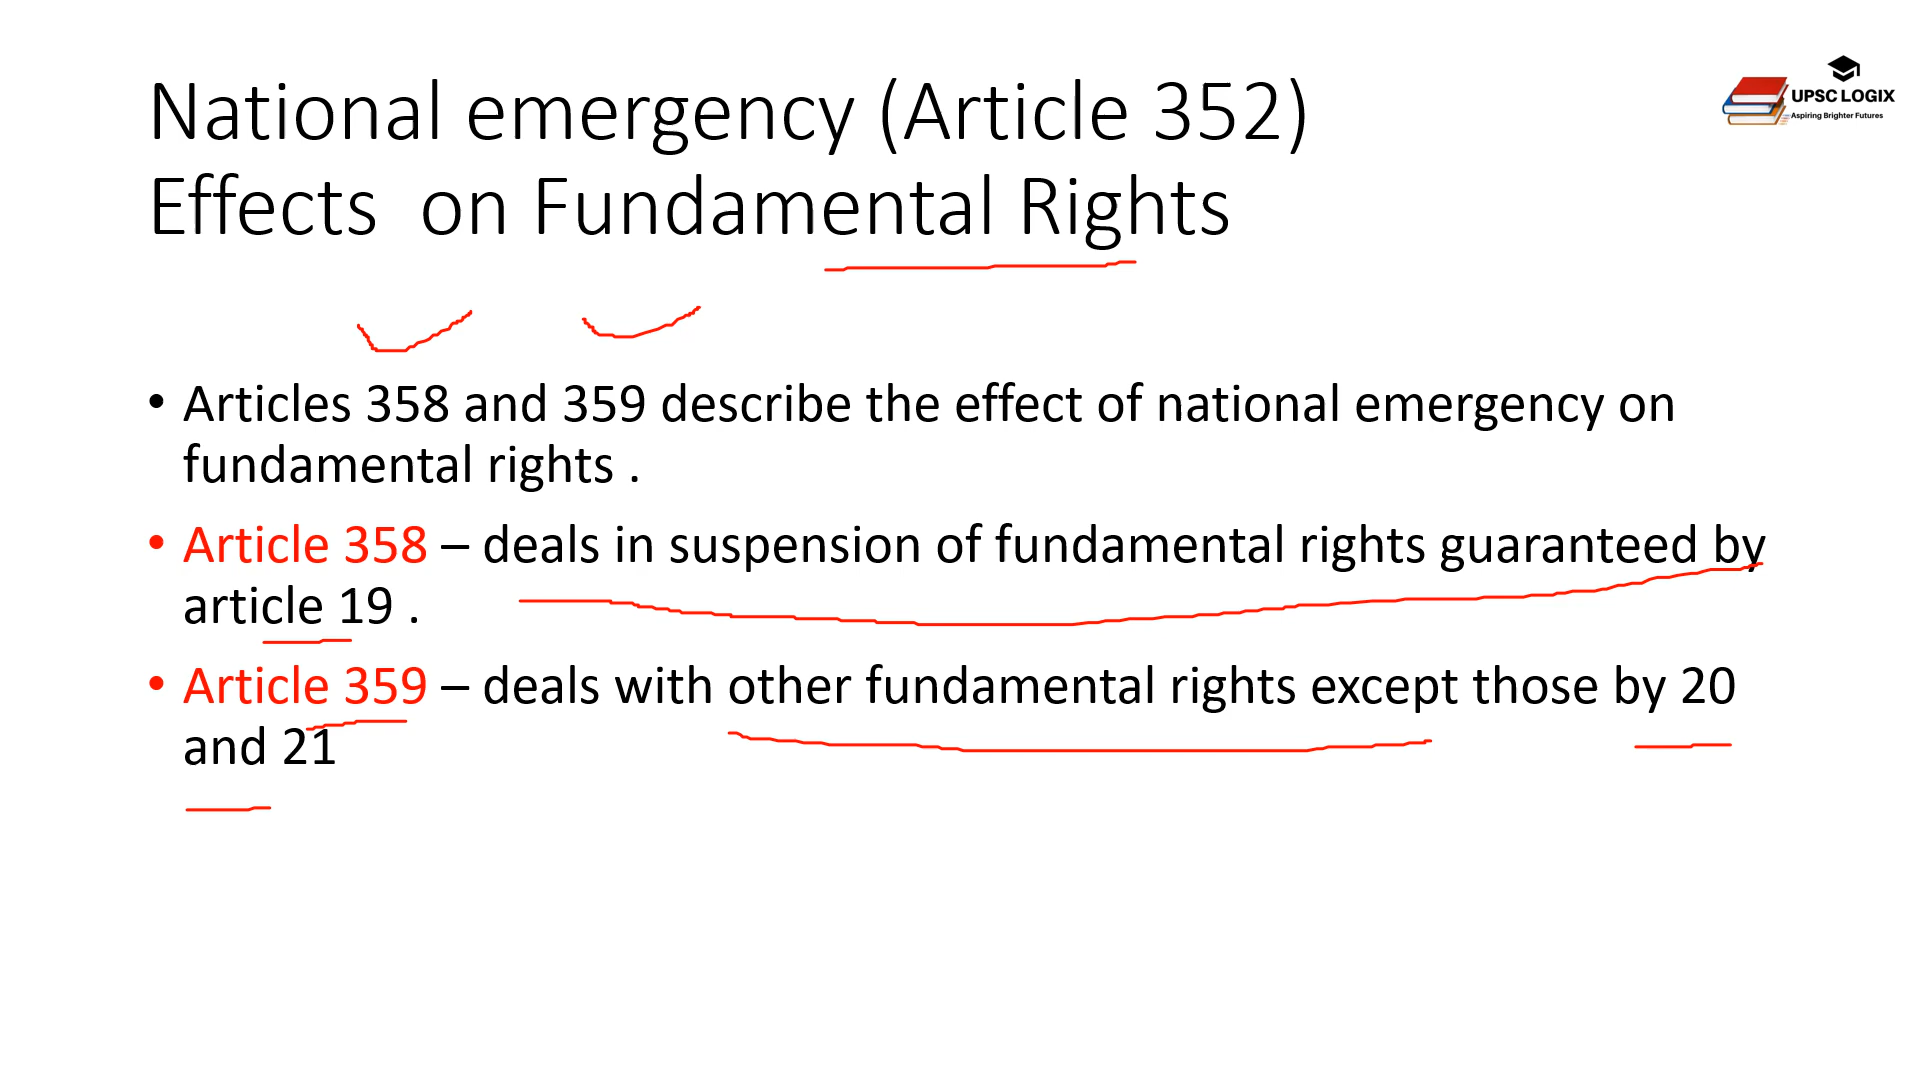 National emergency (Article 352)
Effects on Fundamental Rights
UPSC LOGIX
Aspiring Brighter Futures
• Articles 358 and 359 describe the effect of national emergency on
fundamental rights .
• Article 358 – deals in suspension of fundamental rights guaranteed by
article 19 .
• Article 359 – deals with other fundamental rights except those by 20
and 21